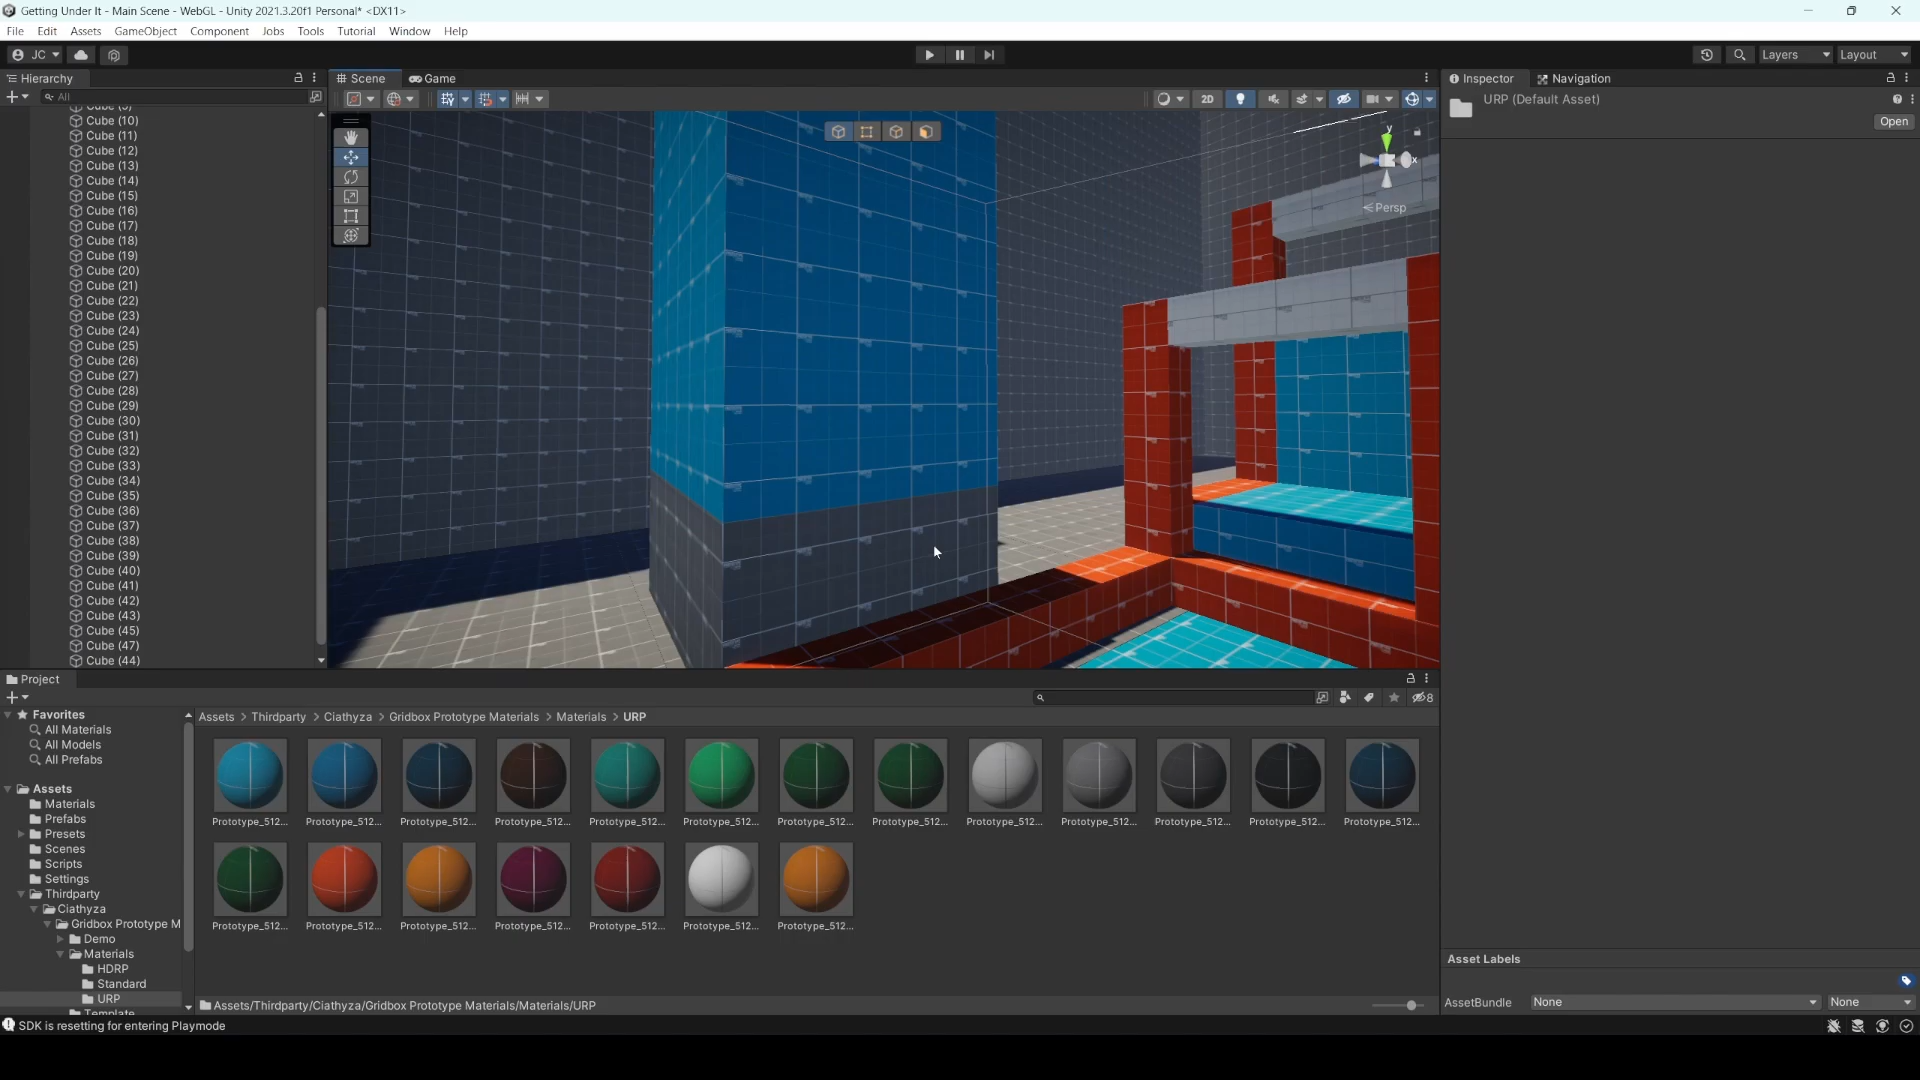 Getting Under It - Main Scene - WebGL - Unity 2021.3.20f1 Personal* <DX11>
File Edit Assets GameObject Component Jobs Tools Tutorial Window Help
JC
Layers
Layout
Hierarchy
Scene
Game
Inspector
Navigation
All
2D
URP (Default Asset)
Open
Cube (10)
Cube (11)
Cube (12)
Cube (13)
Cube (14)
Cube (15)
Cube (16)
Cube (17)
Cube (18)
Cube (19)
Cube (20)
Cube (21)
Cube (22)
Cube (23)
Cube (24)
Cube (25)
Cube (26)
Cube (27)
Cube (28)
Cube (29)
Cube (30)
Cube (31)
Cube (32)
Cube (33)
Cube (34)
Cube (35)
Cube (36)
Cube (37)
Cube (38)
Cube (39)
Cube (40)
Cube (41)
Cube (42)
Cube (43)
Cube (45)
Cube (47)
Cube (44)
y
x
Persp
Project
8
Favorites
All Materials
All Models
All Prefabs
Assets
Materials
Prefabs
Presets
Scenes
Scripts
Settings
Thirdparty
Ciathyza
Gridbox Prototype M
Demo
Materials
HDRP
Standard
URP
Assets > Thirdparty > Ciathyza > Gridbox Prototype Materials > Materials > URP
Prototype_512... Prototype_512... Prototype_512... Prototype_512... Prototype_512... Prototype_512... Prototype_512... Prototype_512... Prototype_512... Prototype_512... Prototype_512... Prototype_512... Prototype_512...
Prototype_512... Prototype_512... Prototype_512... Prototype_512... Prototype_512... Prototype_512... Prototype_512...
Assets/Thirdparty/Ciathyza/Gridbox Prototype Materials/Materials/URP
Asset Labels
AssetBundle None None
SDK is resetting for entering Playmode